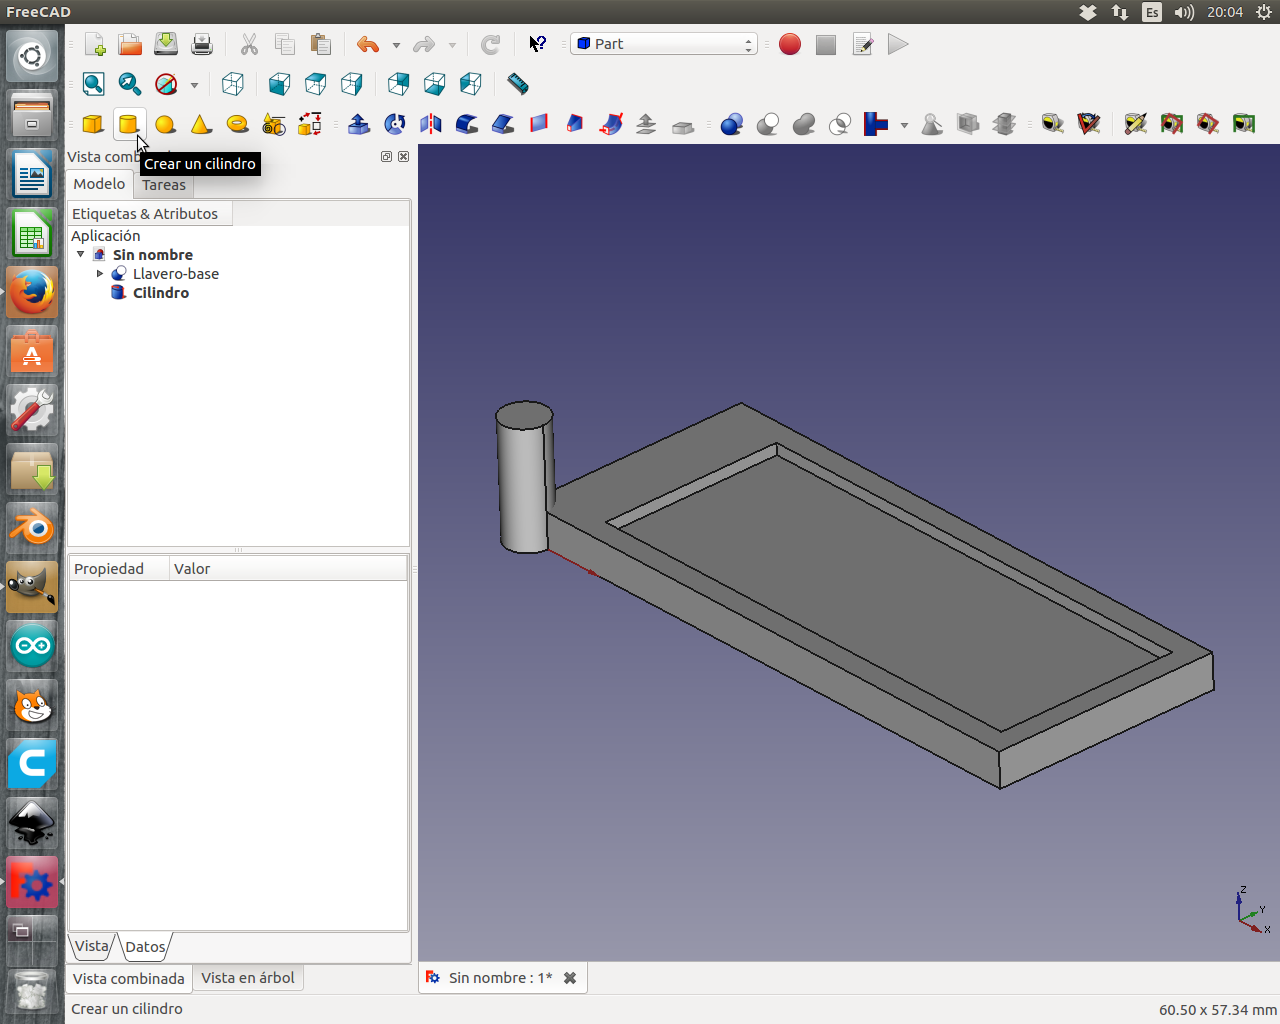 FreeCAD
Es
20:04
Part
Vista comb
Crear un cilindro
Modelo
Tareas
Etiquetas & Atributos
Aplicación
Sin nombre
Llavero-base
Cilindro
Propiedad
Valor
Z
Y
X
Vista
Datos
Vista combinada
Vista en árbol
Sin nombre : 1*
Crear un cilindro
60.50 x 57.34 mm